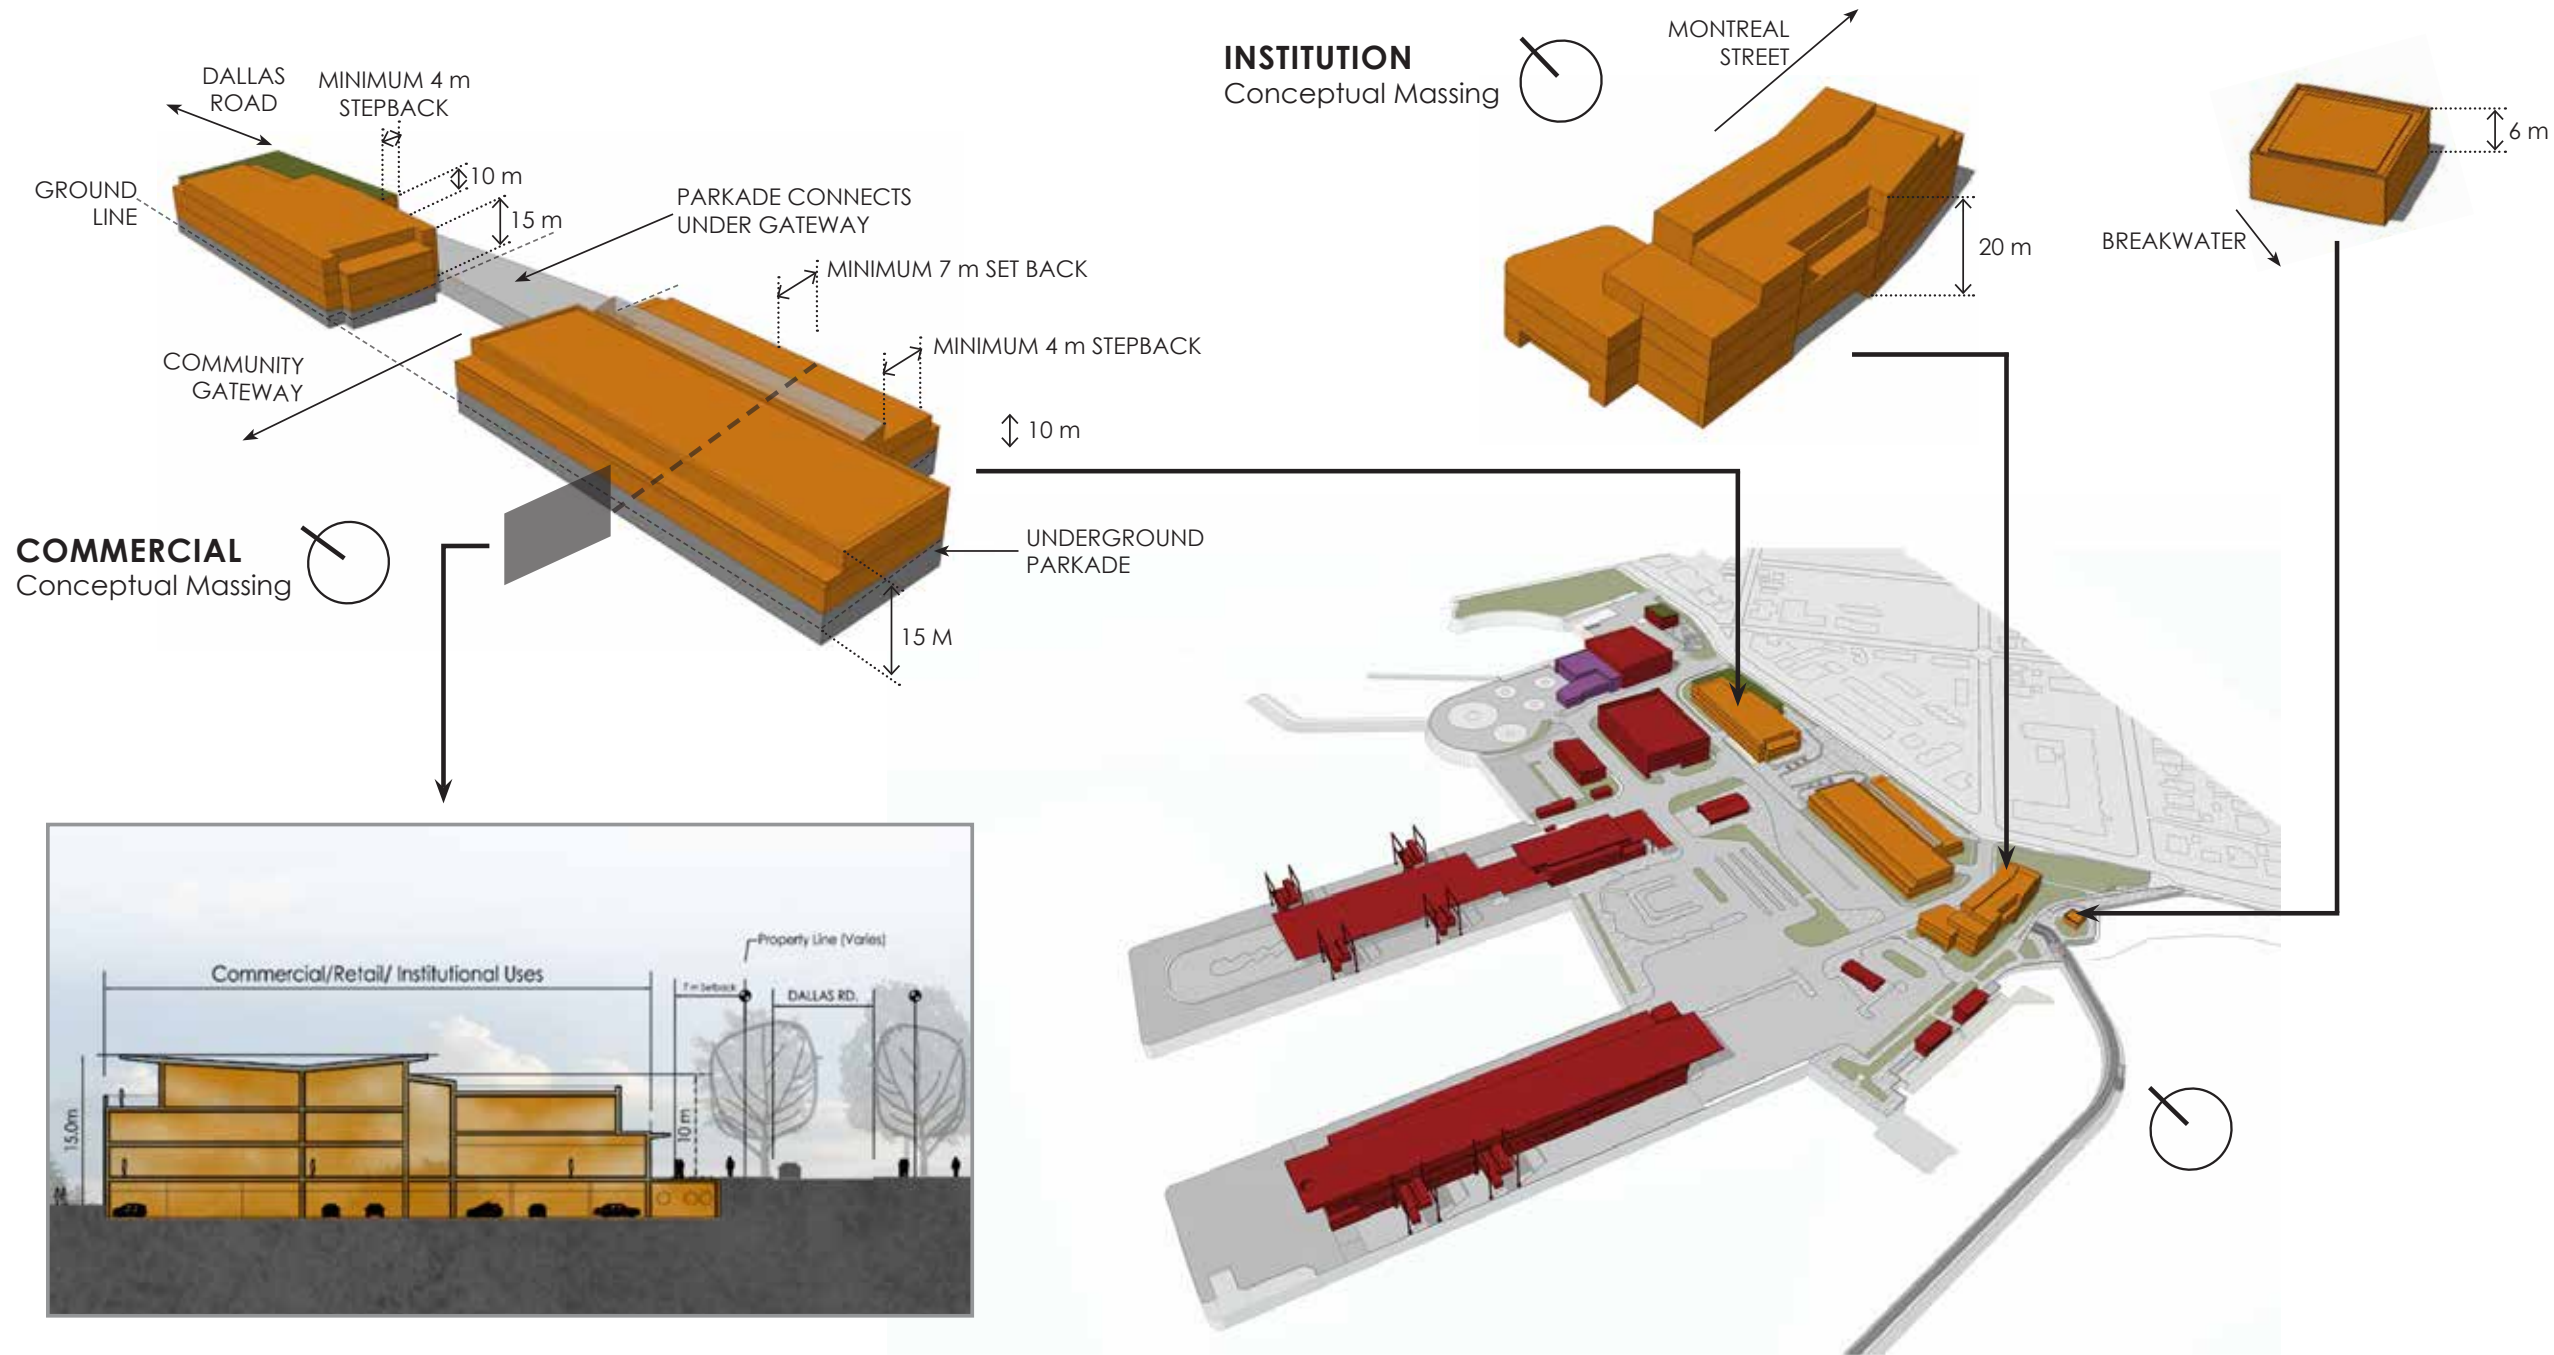 DALLAS
ROAD
MINIMUM 4 m
STEPBACK
GROUND
LINE
10 m
15 m
PARKADE CONNECTS
UNDER GATEWAY
MINIMUM 7 m SET BACK
MINIMUM 4 m STEPBACK
COMMUNITY
GATEWAY
10 m
COMMERCIAL
Conceptual Massing
UNDERGROUND
PARKADE
15 M
INSTITUTION
Conceptual Massing
MONTREAL
STREET
20 m
6 m
BREAKWATER
Property Line (Varies)
Commercial/Retail/ Institutional Uses
7 m Setback
DALLAS RD.
15.0m
10 m